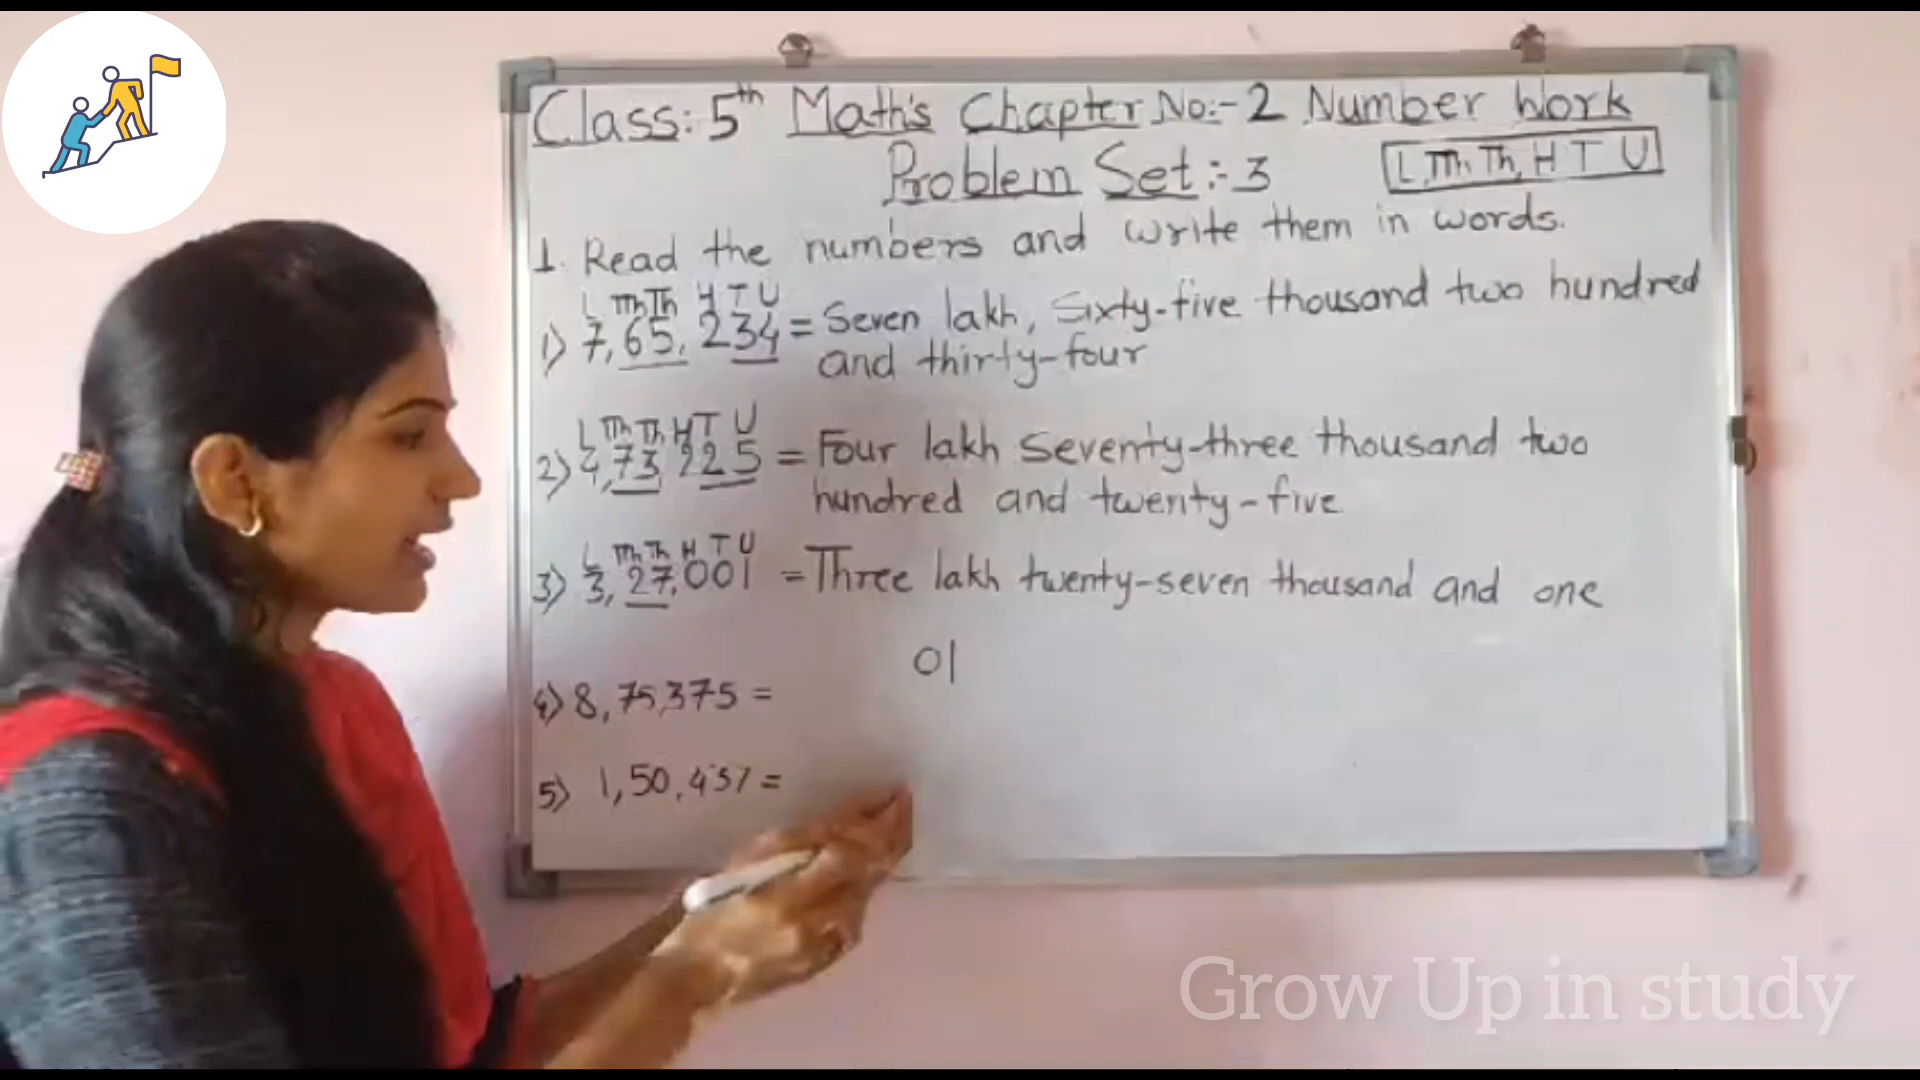 Class: 5th Math's Chapter No:- 2 Number Work
Problem Set:- 3
L T.Th Th, H T U
1. Read the numbers and write them in words.
L T.Th Th H T U
1) 7,65,234 = Seven lakh, Sixty-five thousand two hundred
and thirty-four
L T.Th Th H T U
2) 4,73,225 = Four lakh seventy-three thousand two
hundred and twenty-five
L T.Th Th H T U
3) 3,27,001 = Three lakh twenty-seven thousand and one
01
4) 8,75,375 =
5) 1,50,437 =
Grow Up in study